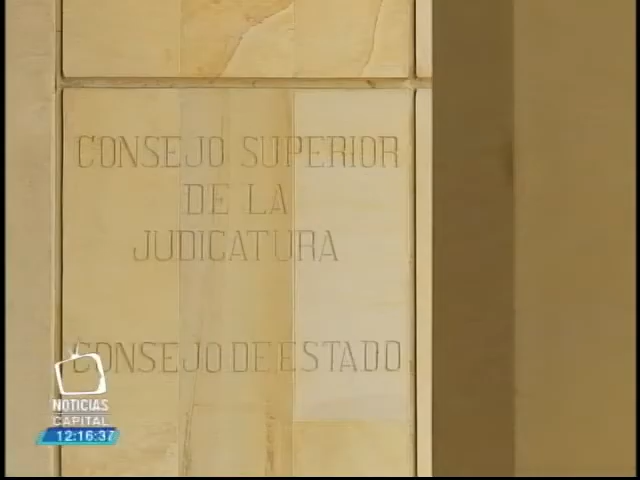 CONSEJO SUPERIOR
DE LA
JUDICATURA
CONSEJO DE ESTADO
NOTICIAS
CAPITAL
12:16:37